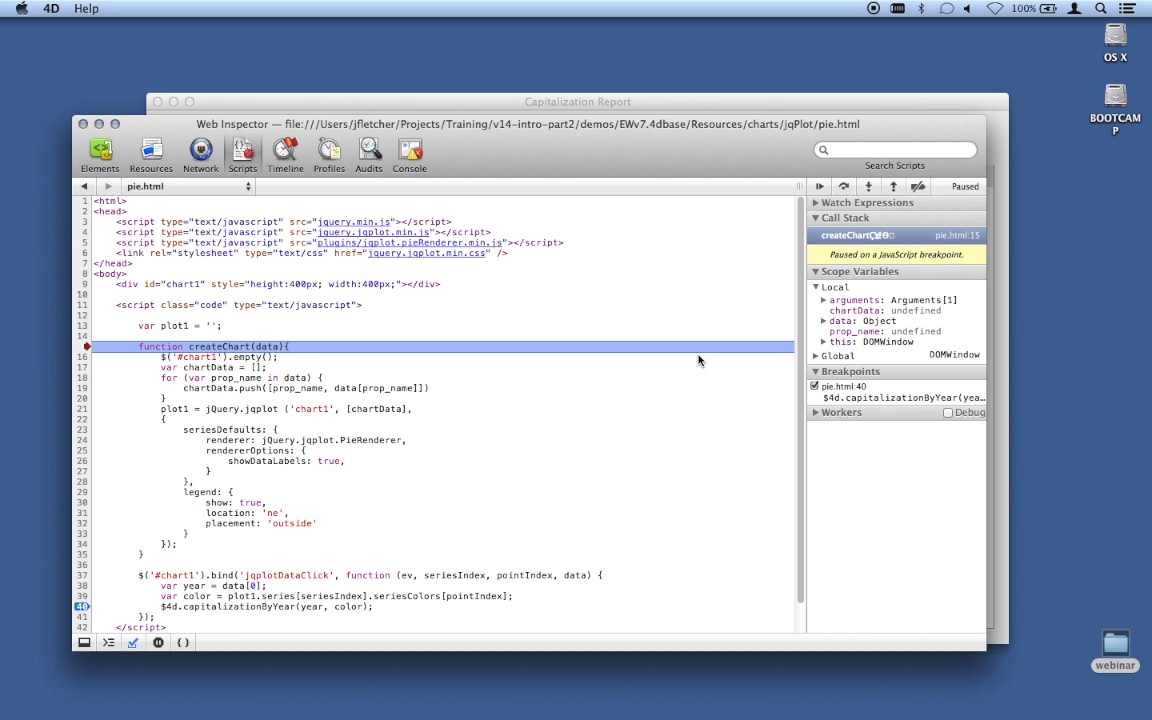 4D Help
100%
OS X
BOOTCAM
P
webinar
Capitalization Report
Web Inspector — file:///Users/jfletcher/Projects/Training/v14-intro-part2/demos/EWv7.4dbase/Resources/charts/jqPlot/pie.html
Elements Resources Network Scripts Timeline Profiles Audits Console
Search Scripts
pie.html
Paused
1 <html>
2 <head>
3 <script type="text/javascript" src="jquery.min.js"></script>
4 <script type="text/javascript" src="jquery.jqplot.min.js"></script>
5 <script type="text/javascript" src="plugins/jqplot.pieRenderer.min.js"></script>
6 <link rel="stylesheet" type="text/css" href="jquery.jqplot.min.css" />
7 </head>
8 <body>
9 <div id="chart1" style="height:400px; width:400px;"></div>
10
11 <script class="code" type="text/javascript">
12
13 var plot1 = '';
14
function createChart(data){
16 $('#chart1').empty();
17 var chartData = [];
18 for (var prop_name in data) {
19 chartData.push([prop_name, data[prop_name]])
20 }
21 plot1 = jQuery.jqplot ('chart1', [chartData],
22 {
23 seriesDefaults: {
24 renderer: jQuery.jqplot.PieRenderer,
25 rendererOptions: {
26 showDataLabels: true,
27 }
28 },
29 legend: {
30 show: true,
31 location: 'ne',
32 placement: 'outside'
33 }
34 });
35 }
36
37 $('#chart1').bind('jqplotDataClick', function (ev, seriesIndex, pointIndex, data) {
38 var year = data[0];
39 var color = plot1.series[seriesIndex].seriesColors[pointIndex];
40 $4d.capitalizationByYear(year, color);
41 });
42 </script>
Watch Expressions
Call Stack
createChart pie.html:15
Paused on a JavaScript breakpoint.
Scope Variables
Local
arguments: Arguments[1]
chartData: undefined
data: Object
prop_name: undefined
this: DOMWindow
Global DOMWindow
Breakpoints
pie.html:40
$4d.capitalizationByYear(yea…
Workers Debug